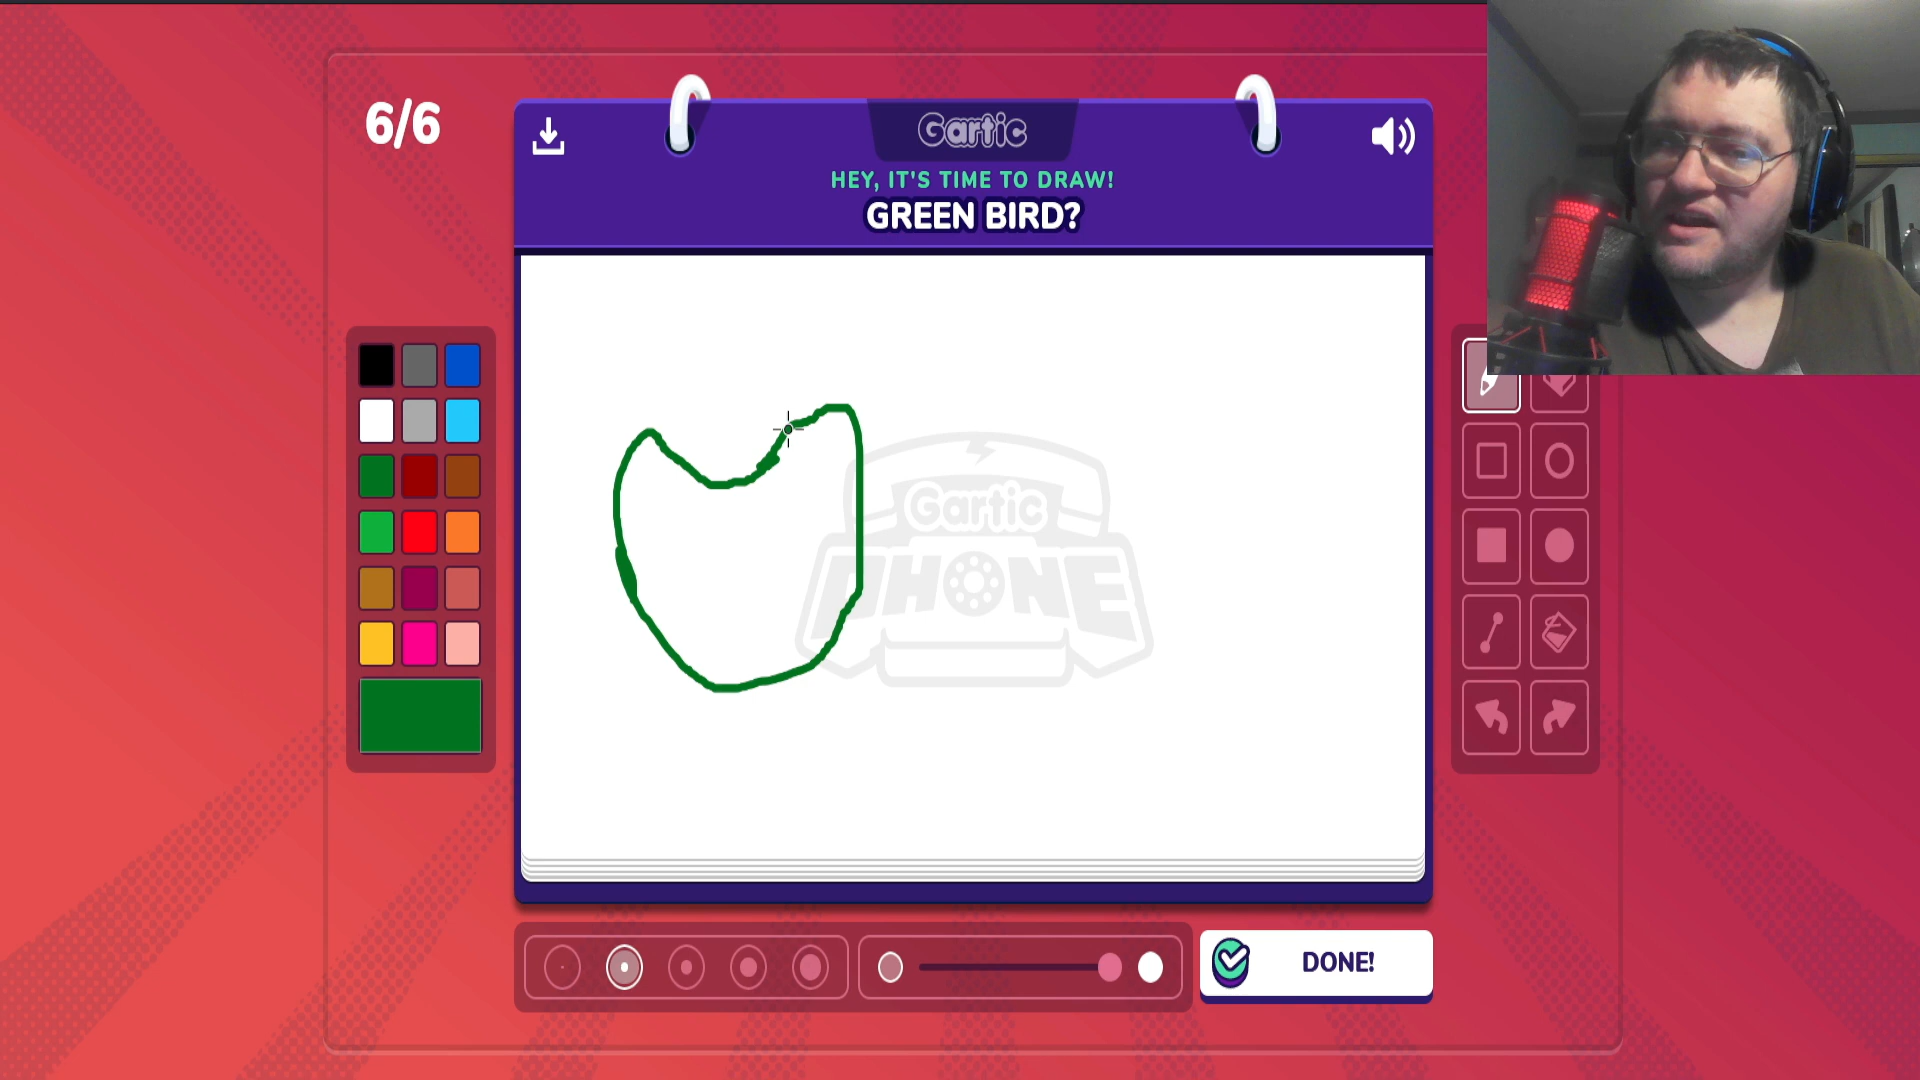 6/6
Gartic
HEY, IT'S TIME TO DRAW!
GREEN BIRD?
Gartic
PHONE
DONE!